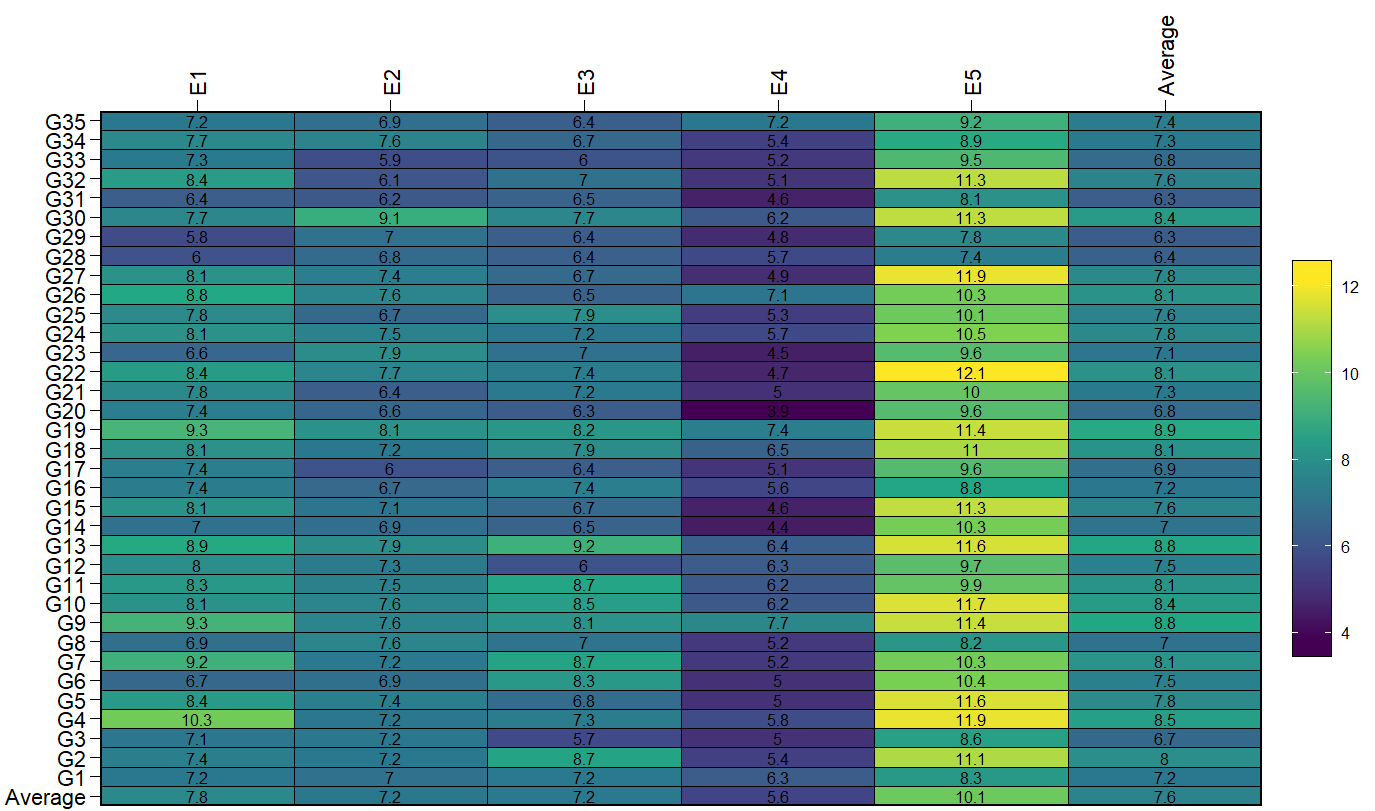 E1 E2 E3 E4 E5 Average
G35 7.2 6.9 6.4 7.2 9.2 7.4
G34 7.7 7.6 6.7 5.4 8.9 7.3
G33 7.3 5.9 6 5.2 9.5 6.8
G32 8.4 6.1 7 5.1 11.3 7.6
G31 6.4 6.2 6.5 4.6 8.1 6.3
G30 7.7 9.1 7.7 6.2 11.3 8.4
G29 5.8 7 6.4 4.8 7.8 6.3
G28 6 6.8 6.4 5.7 7.4 6.4
G27 8.1 7.4 6.7 4.9 11.9 7.8
G26 8.8 7.6 6.5 7.1 10.3 8.1
G25 7.8 6.7 7.9 5.3 10.1 7.6
G24 8.1 7.5 7.2 5.7 10.5 7.8
G23 6.6 7.9 7 4.5 9.6 7.1
G22 8.4 7.7 7.4 4.7 12.1 8.1
G21 7.8 6.4 7.2 5 10 7.3
G20 7.4 6.6 6.3 3.9 9.6 6.8
G19 9.3 8.1 8.2 7.4 11.4 8.9
G18 8.1 7.2 7.9 6.5 11 8.1
G17 7.4 6 6.4 5.1 9.6 6.9
G16 7.4 6.7 7.4 5.6 8.8 7.2
G15 8.1 7.1 6.7 4.6 11.3 7.6
G14 7 6.9 6.5 4.4 10.3 7
G13 8.9 7.9 9.2 6.4 11.6 8.8
G12 8 7.3 6 6.3 9.7 7.5
G11 8.3 7.5 8.7 6.2 9.9 8.1
G10 8.1 7.6 8.5 6.2 11.7 8.4
G9 9.3 7.6 8.1 7.7 11.4 8.8
G8 6.9 7.6 7 5.2 8.2 7
G7 9.2 7.2 8.7 5.2 10.3 8.1
G6 6.7 6.9 8.3 5 10.4 7.5
G5 8.4 7.4 6.8 5 11.6 7.8
G4 10.3 7.2 7.3 5.8 11.9 8.5
G3 7.1 7.2 5.7 5 8.6 6.7
G2 7.4 7.2 8.7 5.4 11.1 8
G1 7.2 7 7.2 6.3 8.3 7.2
Average 7.8 7.2 7.2 5.6 10.1 7.6
12
10
8
6
4